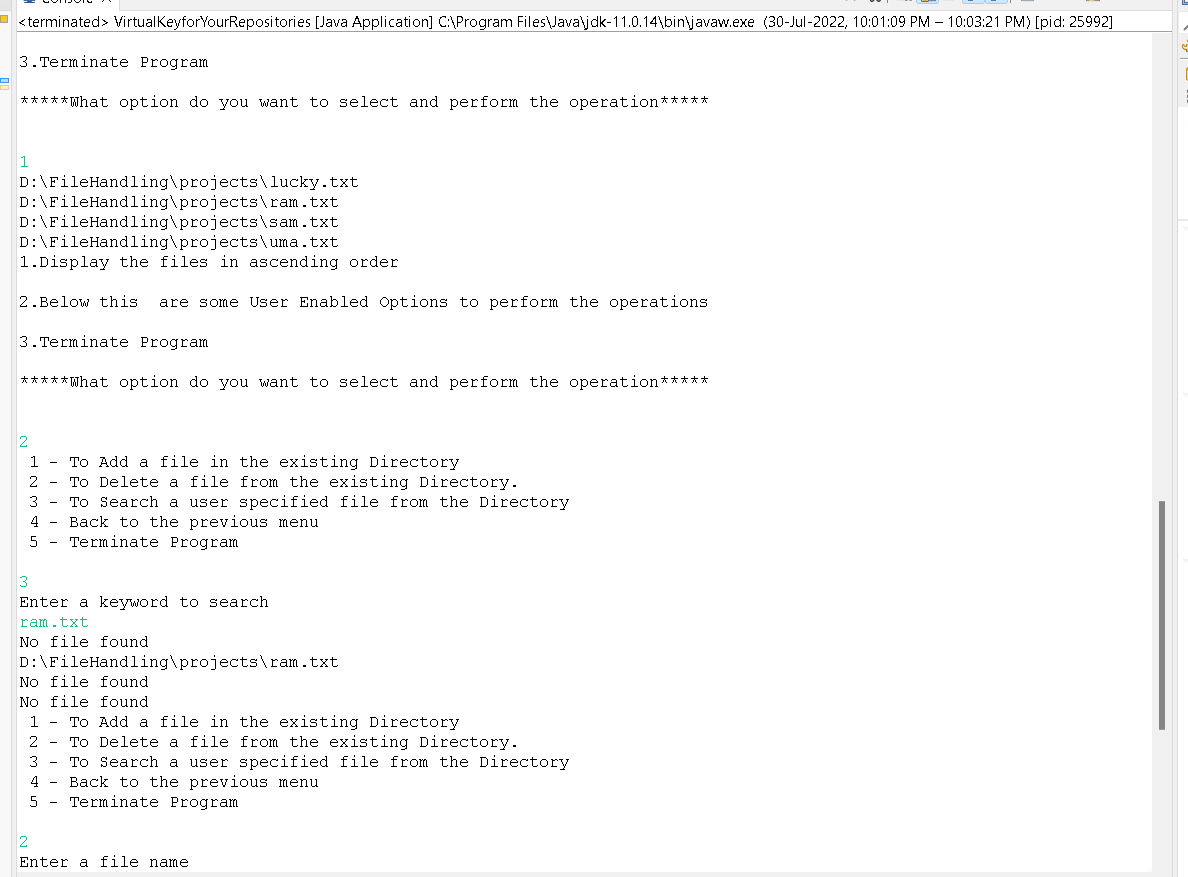 <terminated> VirtualKeyforYourRepositories [Java Application] C:\Program Files\Java\jdk-11.0.14\bin\javaw.exe  (30-Jul-2022, 10:01:09 PM – 10:03:21 PM) [pid: 25992]
3.Terminate Program
*****What option do you want to select and perform the operation*****
1
D:\FileHandling\projects\lucky.txt
D:\FileHandling\projects\ram.txt
D:\FileHandling\projects\sam.txt
D:\FileHandling\projects\uma.txt
1.Display the files in ascending order
2.Below this  are some User Enabled Options to perform the operations
3.Terminate Program
*****What option do you want to select and perform the operation*****
2
 1 - To Add a file in the existing Directory
 2 - To Delete a file from the existing Directory.
 3 - To Search a user specified file from the Directory
 4 - Back to the previous menu
 5 - Terminate Program
3
Enter a keyword to search
ram.txt
No file found
D:\FileHandling\projects\ram.txt
No file found
No file found
 1 - To Add a file in the existing Directory
 2 - To Delete a file from the existing Directory.
 3 - To Search a user specified file from the Directory
 4 - Back to the previous menu
 5 - Terminate Program
2
Enter a file name